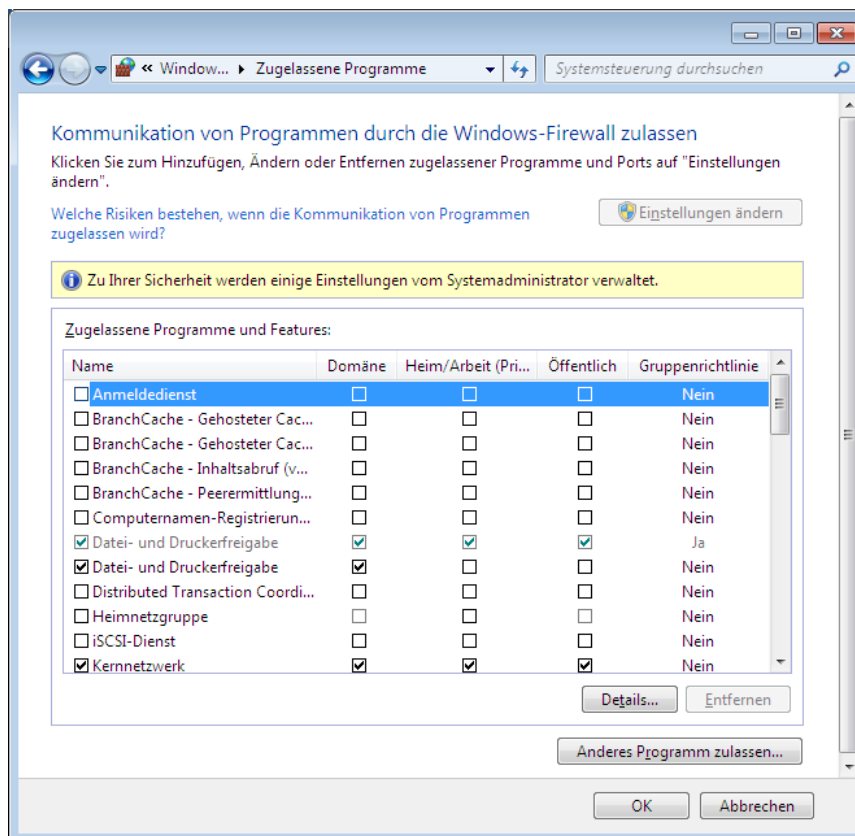 « Window... ▸ Zugelassene Programme
Systemsteuerung durchsuchen
Kommunikation von Programmen durch die Windows-Firewall zulassen
Klicken Sie zum Hinzufügen, Ändern oder Entfernen zugelassener Programme und Ports auf "Einstellungen
ändern".
Welche Risiken bestehen, wenn die Kommunikation von Programmen
zugelassen wird?
Einstellungen ändern
Zu Ihrer Sicherheit werden einige Einstellungen vom Systemadministrator verwaltet.
Zugelassene Programme und Features:
Name Domäne Heim/Arbeit (Pri... Öffentlich Gruppenrichtlinie
Anmeldedienst Nein
BranchCache - Gehosteter Cac... Nein
BranchCache - Gehosteter Cac... Nein
BranchCache - Inhaltsabruf (v... Nein
BranchCache - Peerermittlung... Nein
Computernamen-Registrierun... Nein
Datei- und Druckerfreigabe Ja
Datei- und Druckerfreigabe Nein
Distributed Transaction Coordi... Nein
Heimnetzgruppe Nein
iSCSI-Dienst Nein
Kernnetzwerk Nein
Details... Entfernen
Anderes Programm zulassen...
OK Abbrechen